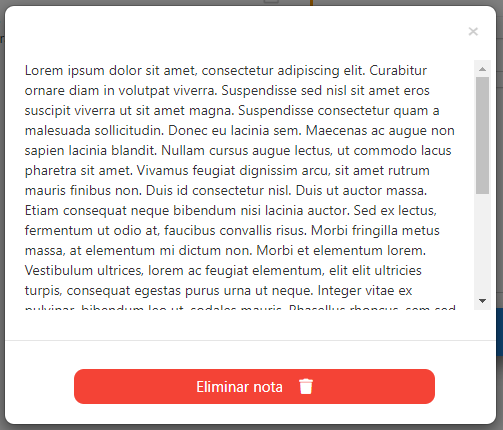 ×
Lorem ipsum dolor sit amet, consectetur adipiscing elit. Curabitur
ornare diam in volutpat viverra. Suspendisse sed nisl sit amet eros
suscipit viverra ut sit amet magna. Suspendisse consectetur quam a
malesuada sollicitudin. Donec eu lacinia sem. Maecenas ac augue non
sapien lacinia blandit. Nullam cursus augue lectus, ut commodo lacus
pharetra sit amet. Vivamus feugiat dignissim arcu, sit amet rutrum
mauris finibus non. Duis id consectetur nisl. Duis ut auctor massa.
Etiam consequat neque bibendum nisi lacinia auctor. Sed ex lectus,
fermentum ut odio at, faucibus convallis risus. Morbi fringilla metus
massa, at elementum mi dictum non. Morbi et elementum lorem.
Vestibulum ultrices, lorem ac feugiat elementum, elit elit ultricies
turpis, consequat egestas purus urna ut neque. Integer vitae ex
pulvinar, bibendum leo ut, sodales mauris. Phasellus rhoncus, sem sed
Eliminar nota